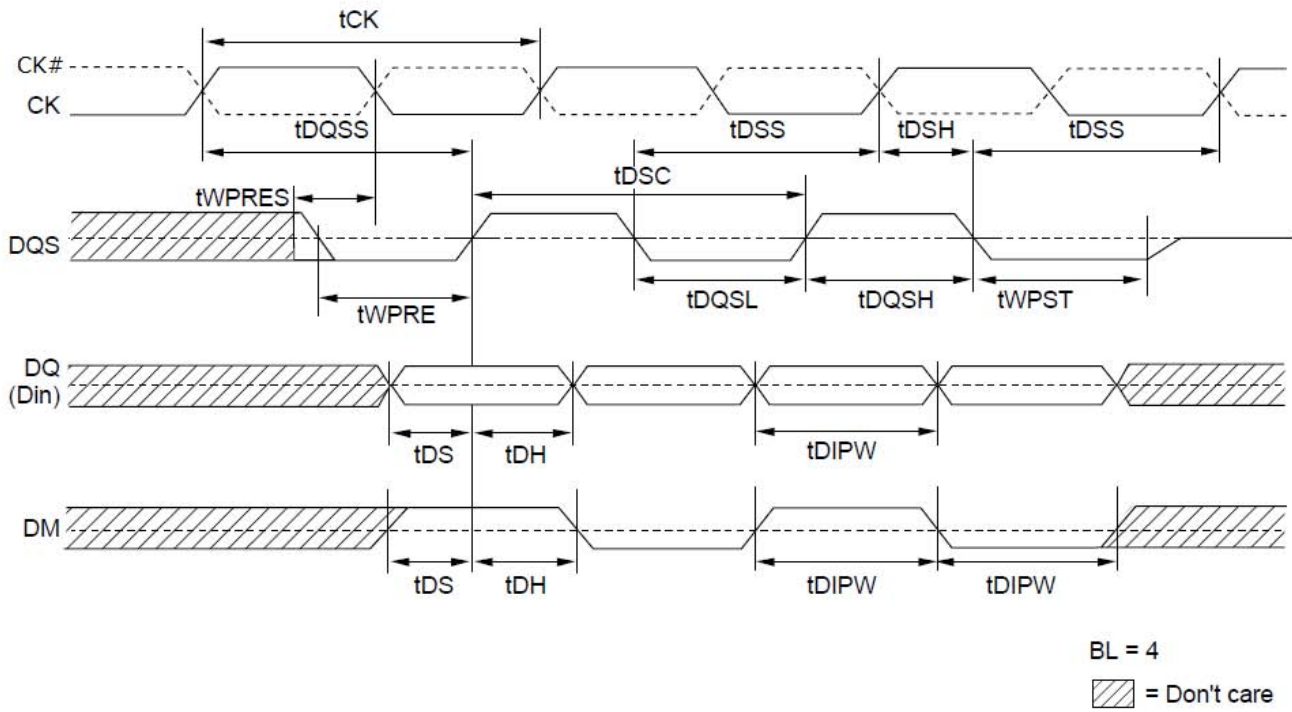 tCK
CK#
CK
tDQSS
tDSS
tDSH
tDSS
tWPRES
tDSC
DQS
tWPRE
tDQSL
tDQSH
tWPST
DQ
(Din)
tDS
tDH
tDIPW
DM
tDS
tDH
tDIPW
tDIPW
BL = 4
= Don't care